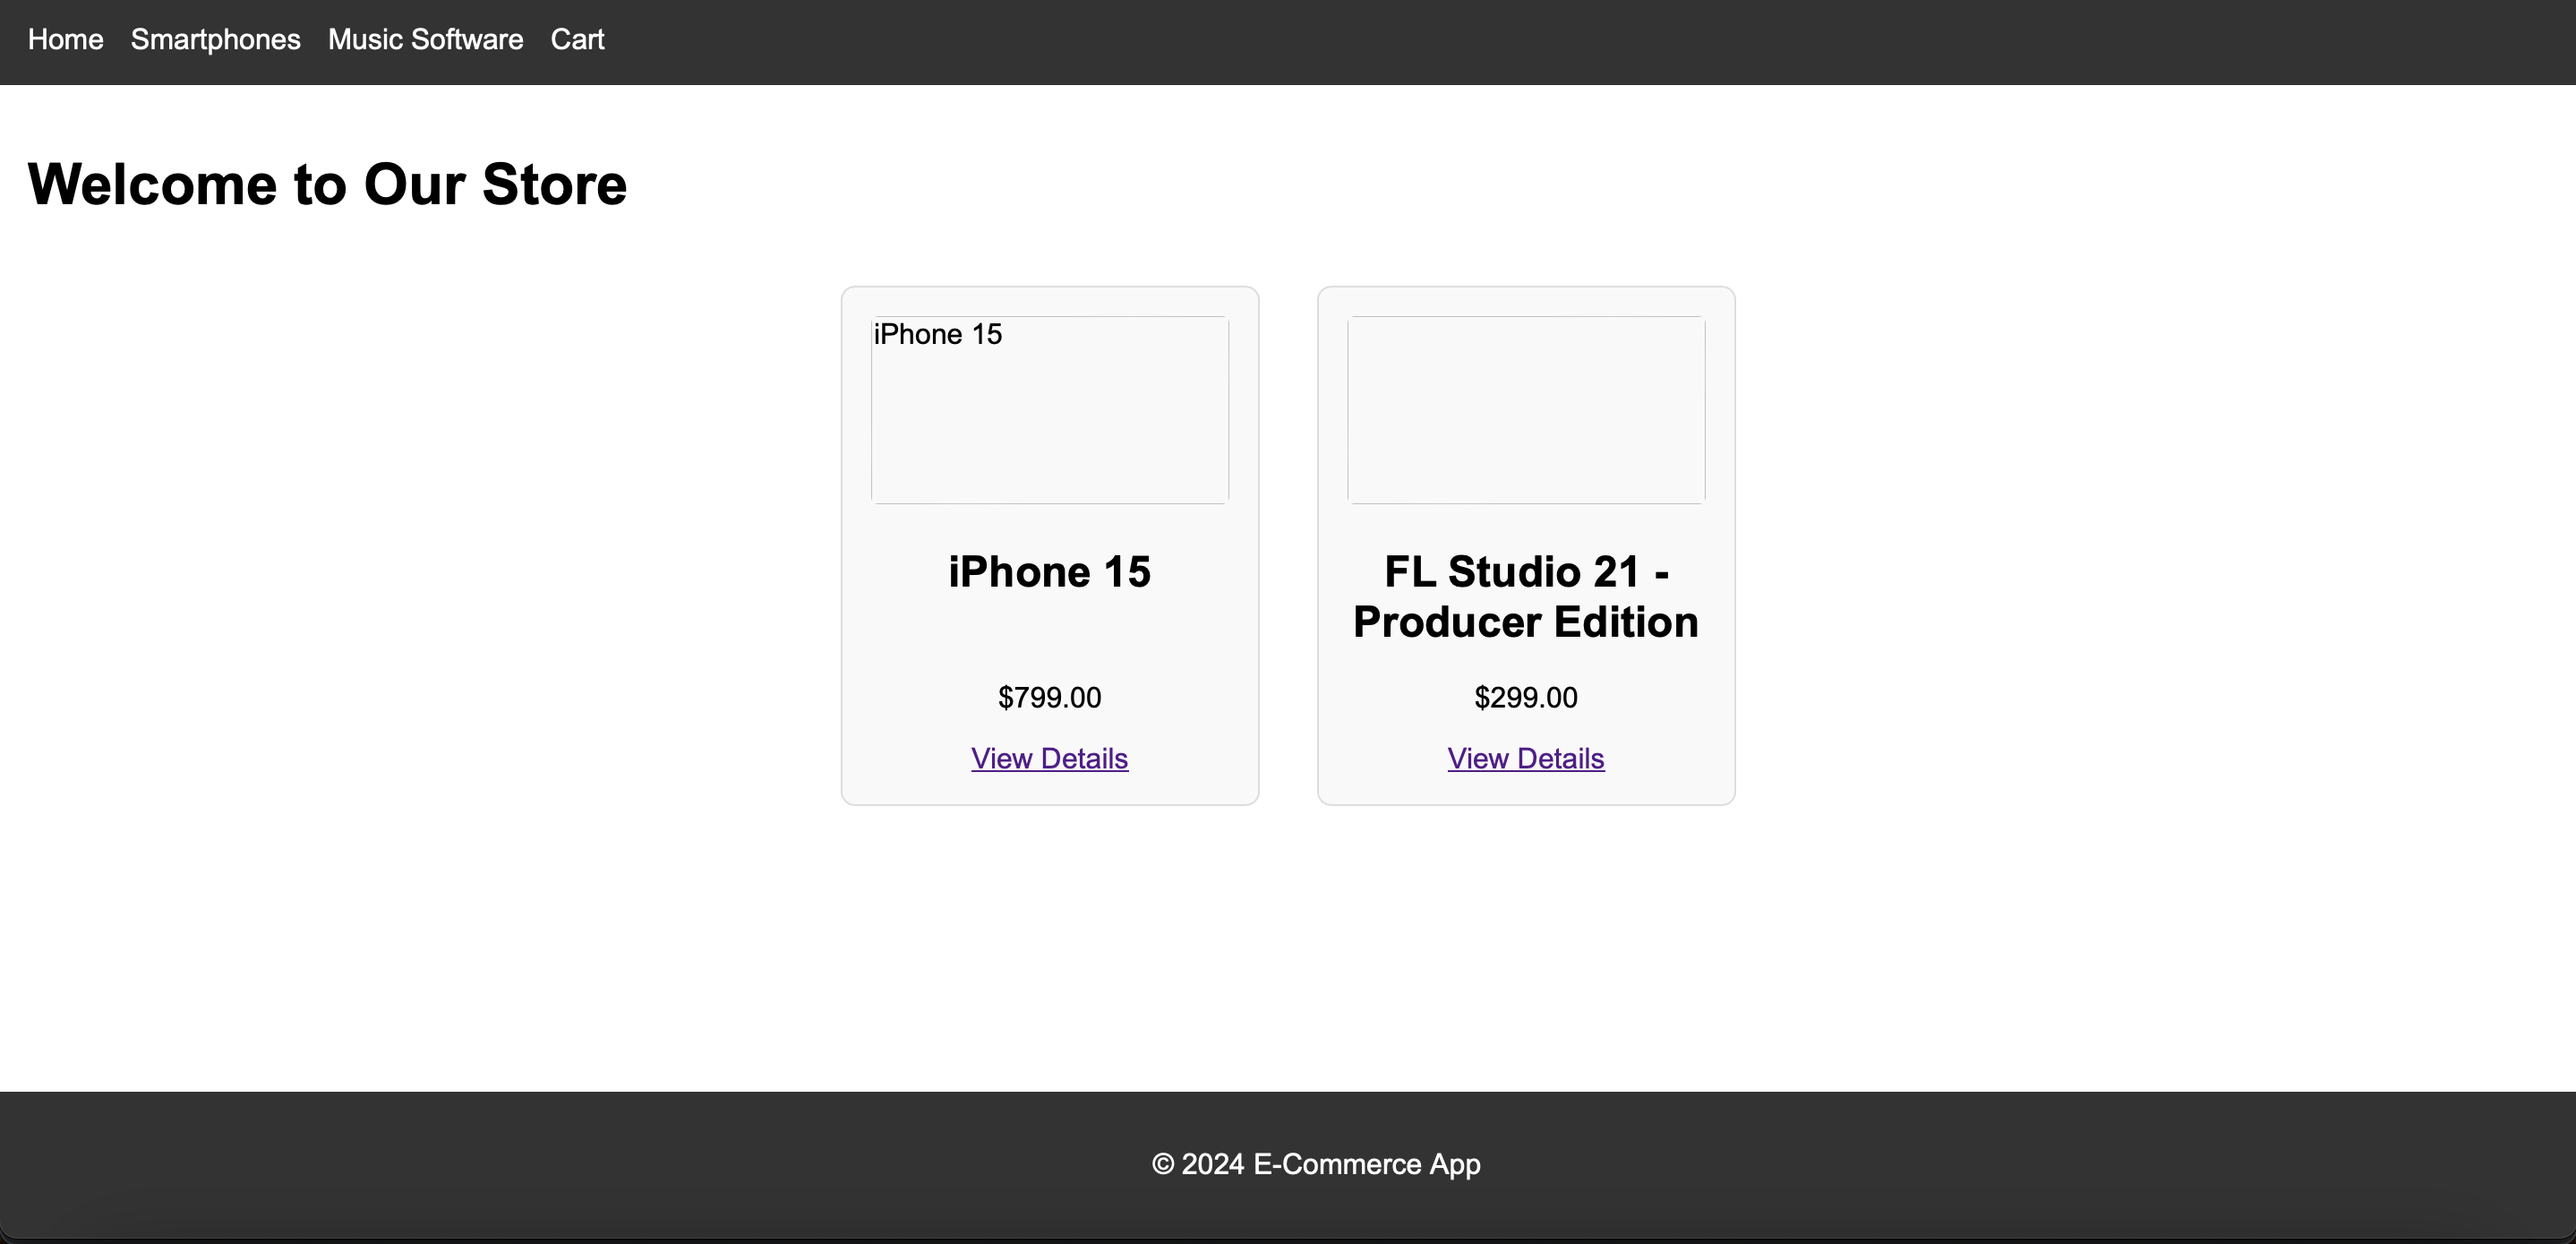 Home Smartphones Music Software Cart
Welcome to Our Store
iPhone 15
iPhone 15
$799.00
View Details
FL Studio 21 -
Producer Edition
$299.00
View Details
© 2024 E-Commerce App